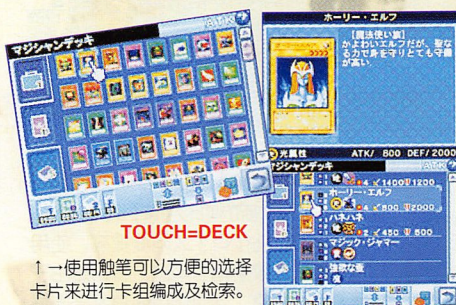 マジシャンデッキ
ATK
TOUCH=DECK
↑→使用触笔可以方便的选择
卡片来进行卡组编成及检索。
ホーリー・エルフ
【魔法使い族】
かよわいエルフだが、聖な
る力で身を守りとても守備
が高い。
光属性 ATK/ 800 DEF/2000
マジシャンデッキ
ATK
4 1400 1200
ホーリー・エルフ
4 800 2000
ハネハネ
2 450 500
マジック・ジャマー
強欲な壺